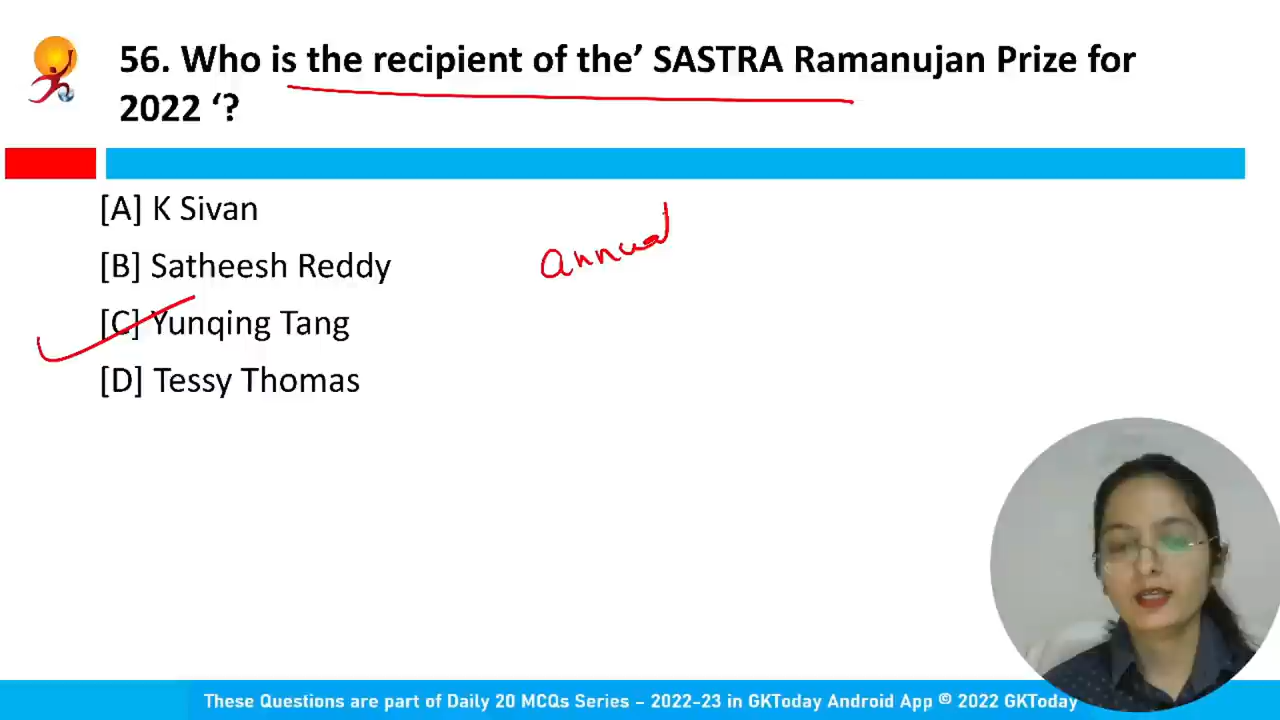 56. Who is the recipient of the’ SASTRA Ramanujan Prize for
2022 ‘?
[A] K Sivan
[B] Satheesh Reddy
annual
[C] Yunqing Tang
[D] Tessy Thomas
These Questions are part of Daily 20 MCQs Series – 2022-23 in GKToday Android App © 2022 GKToday